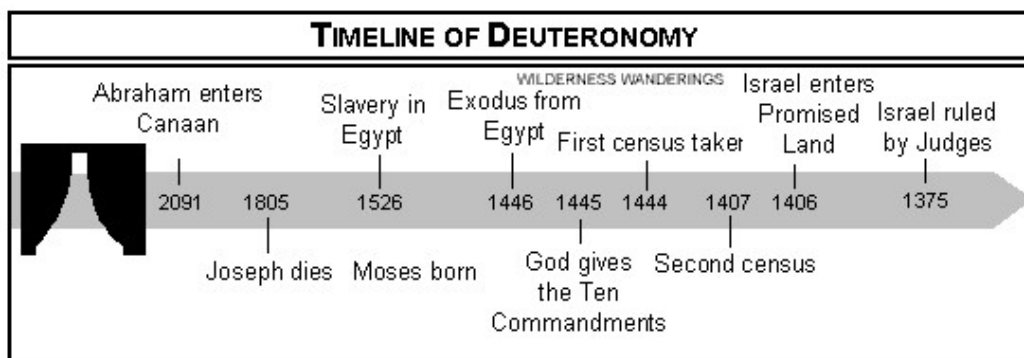 TIMELINE OF DEUTERONOMY
WILDERNESS WANDERINGS
Abraham enters
Canaan
Slavery in
Egypt
Exodus from
Egypt
First census taker
Israel enters
Promised
Land
Israel ruled
by Judges
2091 1805 1526 1446 1445 1444 1407 1406 1375
Joseph dies
Moses born
God gives
the Ten
Commandments
Second census